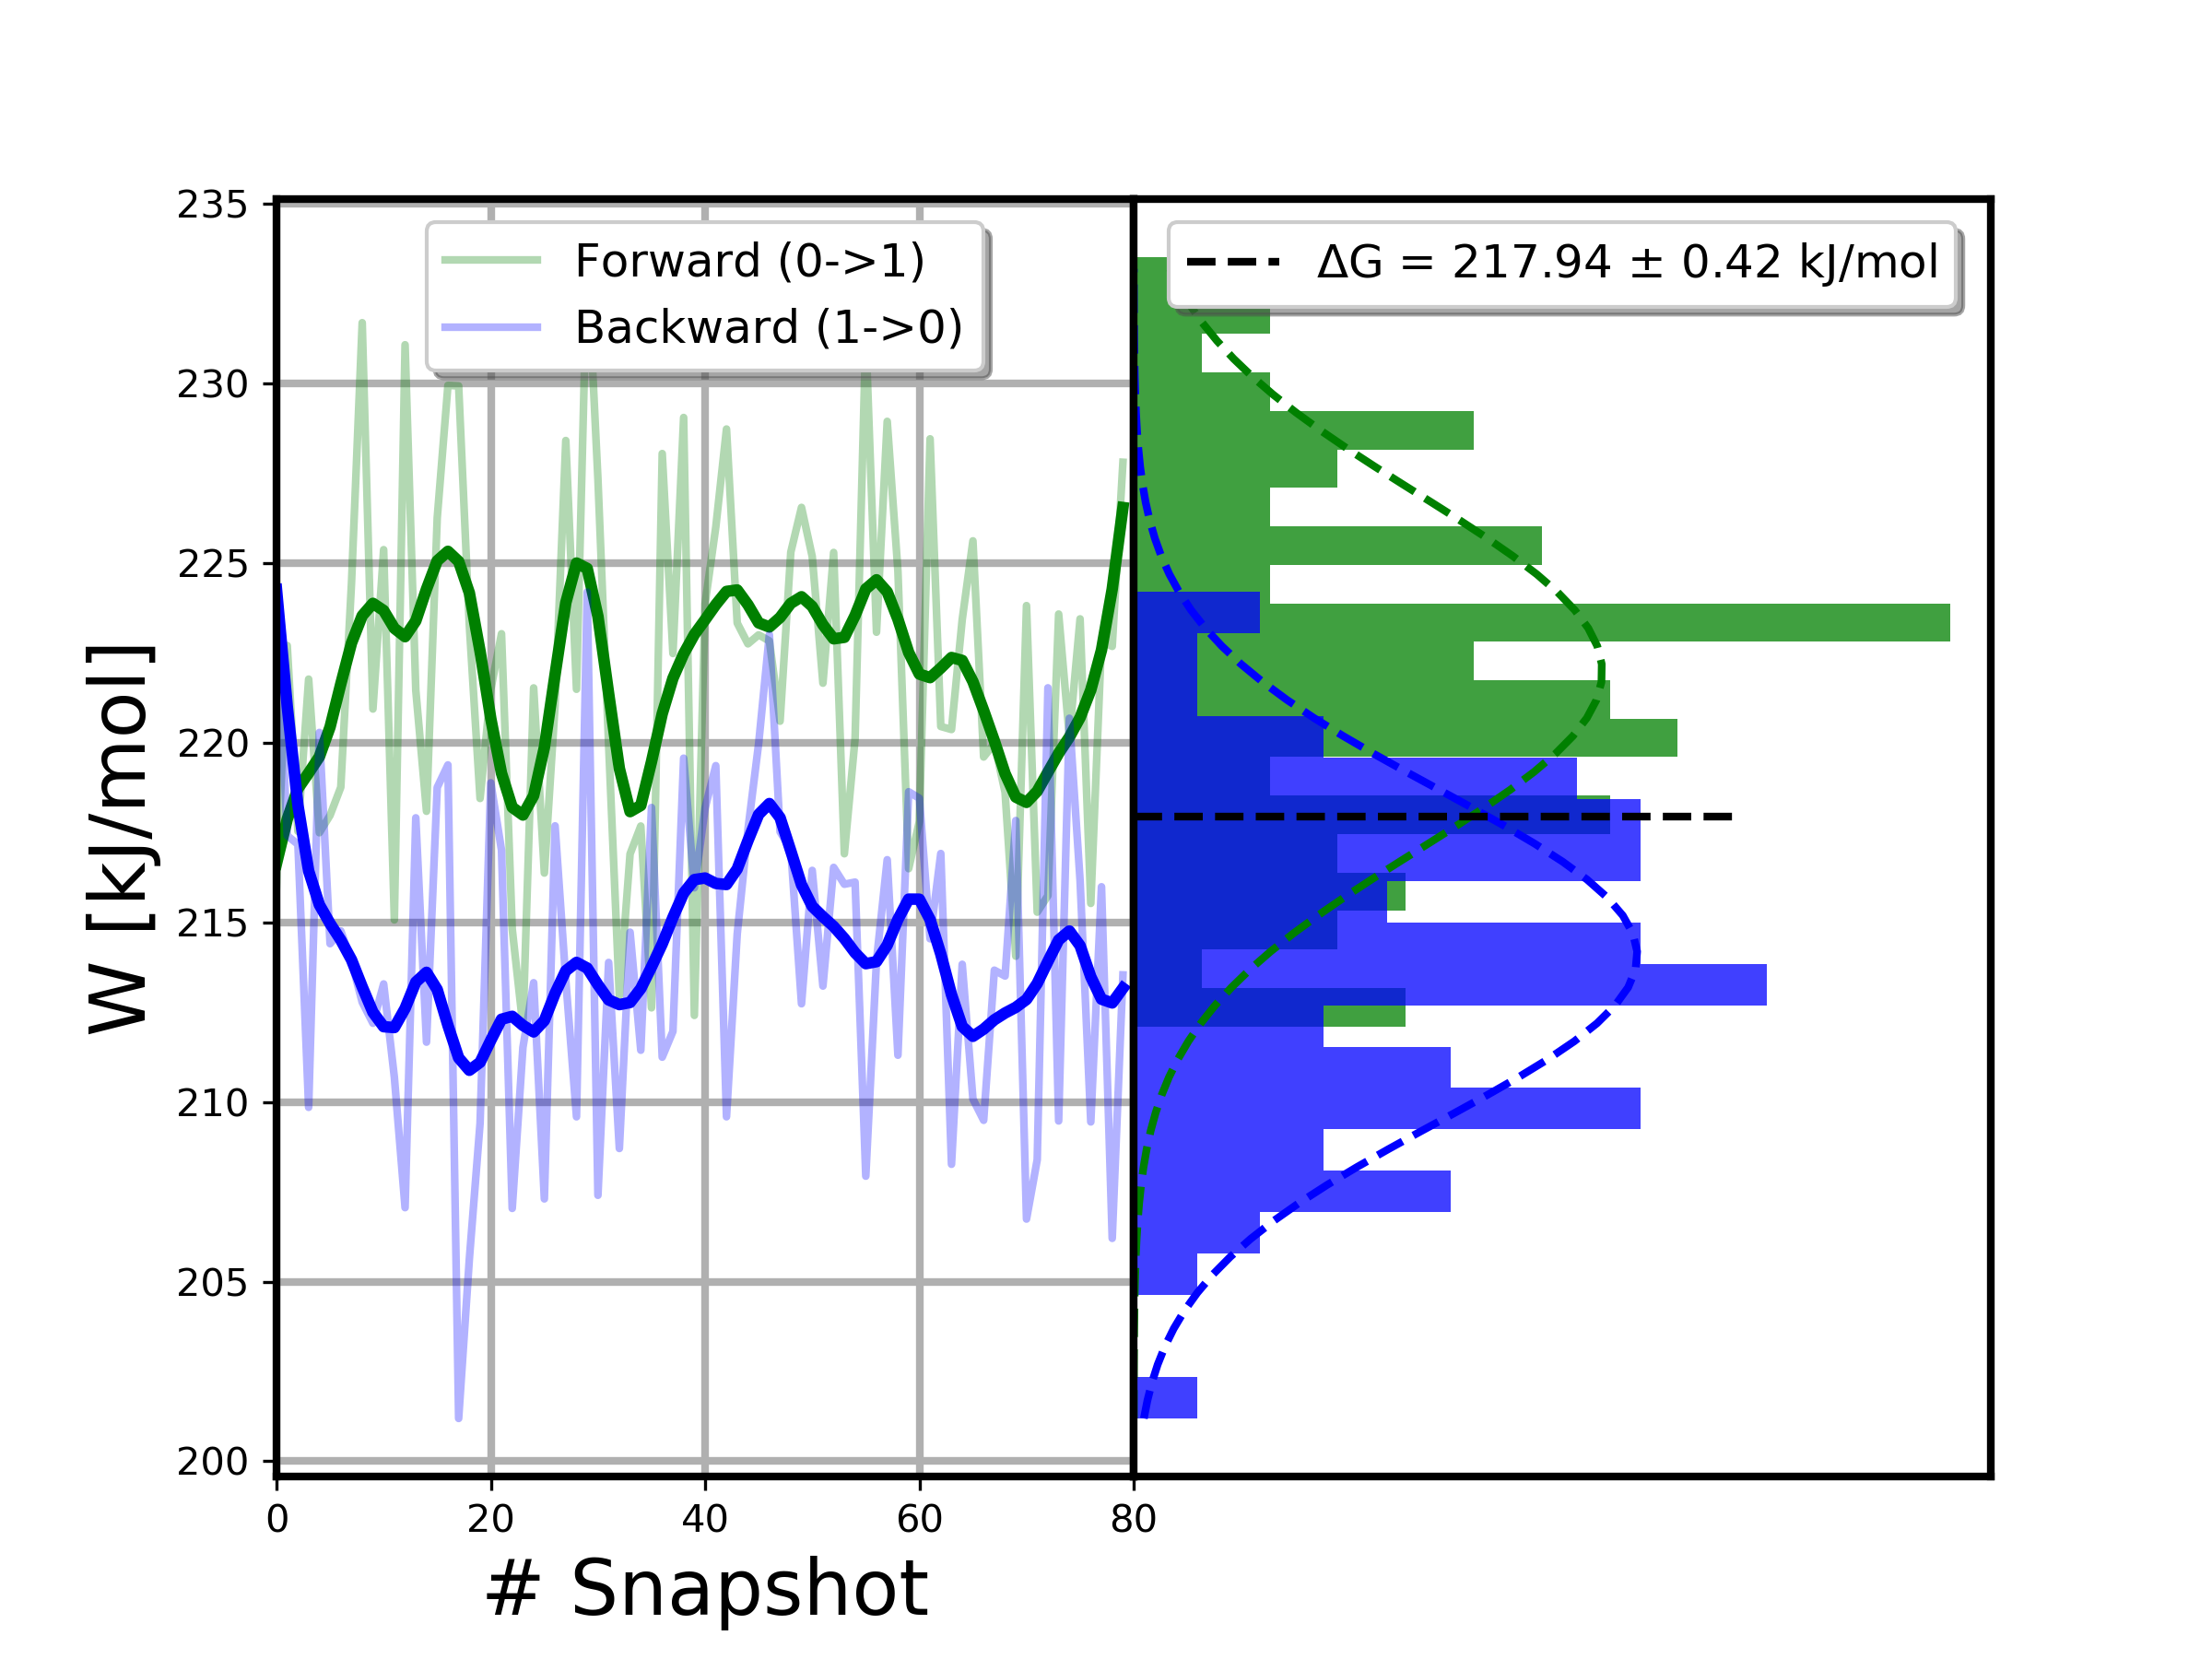 235
230
225
220
215
210
205
200
W [kJ/mol]
Forward (0->1)
Backward (1->0)
ΔG = 217.94 ± 0.42 kJ/mol
0 20 40 60 80
# Snapshot